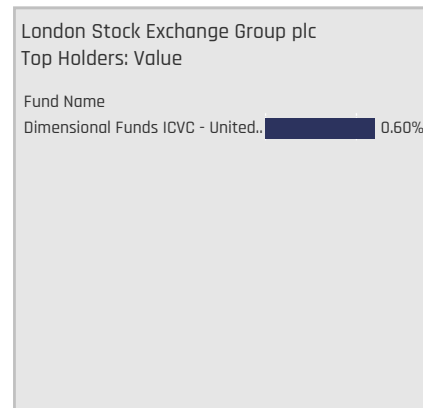 London Stock Exchange Group plc
Top Holders: Value
Fund Name
Dimensional Funds ICVC - United.. 0.60%